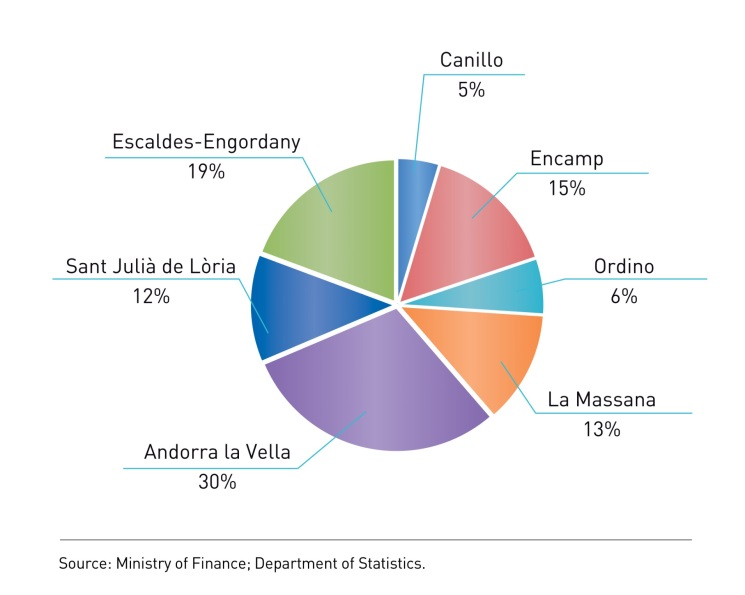 Canillo
5%
Escaldes-Engordany
19%
Encamp
15%
Sant Julià de Lòria
12%
Ordino
6%
La Massana
13%
Andorra la Vella
30%
Source: Ministry of Finance; Department of Statistics.